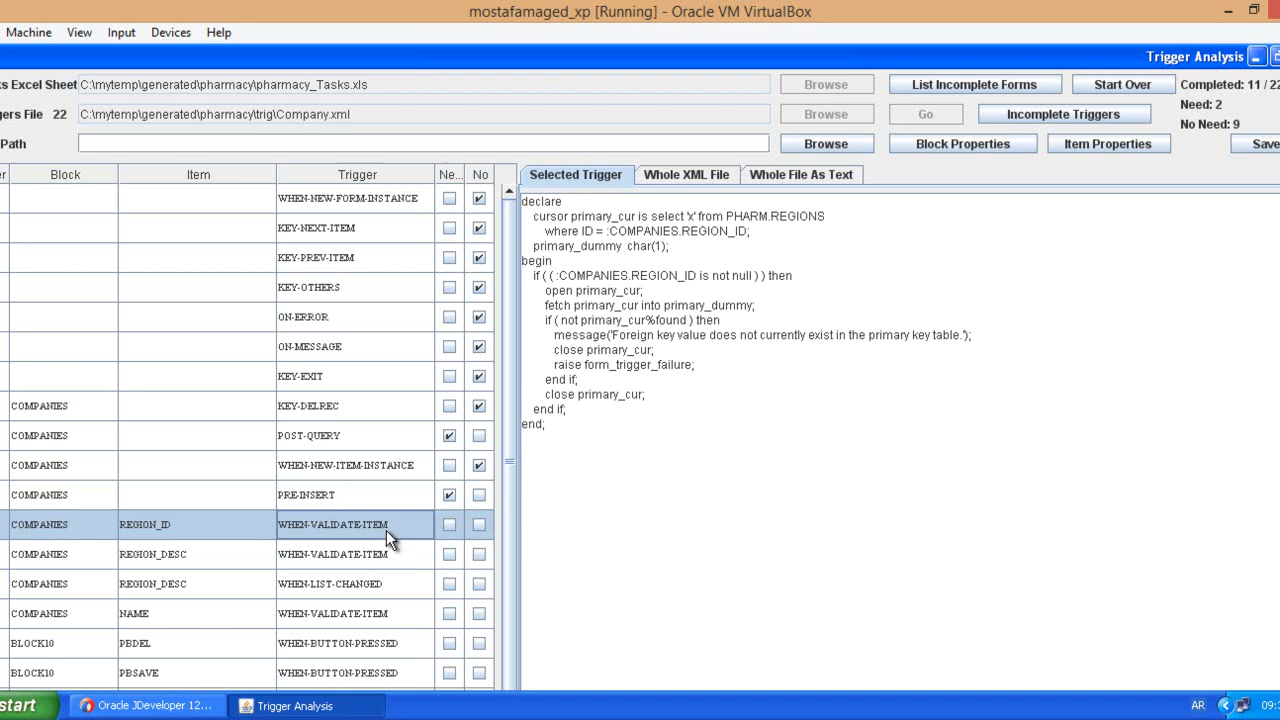 mostafamaged_xp [Running] - Oracle VM VirtualBox
Machine View Input Devices Help
Trigger Analysis
ks Excel Sheet C:\mytemp\generated\pharmacy\pharmacy_Tasks.xls Browse List Incomplete Forms Start Over Completed: 11 / 22
Need: 2
gers File 22 C:\mytemp\generated\pharmacy\trig\Company.xml Browse Go Incomplete Triggers
No Need: 9
Path Browse Block Properties Item Properties Save
er Block Item Trigger Ne... No
WHEN-NEW-FORM-INSTANCE
KEY-NEXT-ITEM
KEY-PREV-ITEM
KEY-OTHERS
ON-ERROR
ON-MESSAGE
KEY-EXIT
COMPANIES KEY-DELREC
COMPANIES POST-QUERY
COMPANIES WHEN-NEW-ITEM-INSTANCE
COMPANIES PRE-INSERT
COMPANIES REGION_ID WHEN-VALIDATE-ITEM
COMPANIES REGION_DESC WHEN-VALIDATE-ITEM
COMPANIES REGION_DESC WHEN-LIST-CHANGED
COMPANIES NAME WHEN-VALIDATE-ITEM
BLOCK10 PBDEL WHEN-BUTTON-PRESSED
BLOCK10 PBSAVE WHEN-BUTTON-PRESSED
Selected Trigger Whole XML File Whole File As Text
declare
cursor primary_cur is select 'x' from PHARM.REGIONS
where ID = :COMPANIES.REGION_ID;
primary_dummy char(1);
begin
if ( ( :COMPANIES.REGION_ID is not null ) ) then
open primary_cur;
fetch primary_cur into primary_dummy;
if ( not primary_cur%found ) then
message('Foreign key value does not currently exist in the primary key table.');
close primary_cur;
raise form_trigger_failure;
end if;
close primary_cur;
end if;
end;
start Oracle JDeveloper 12... Trigger Analysis AR 09: